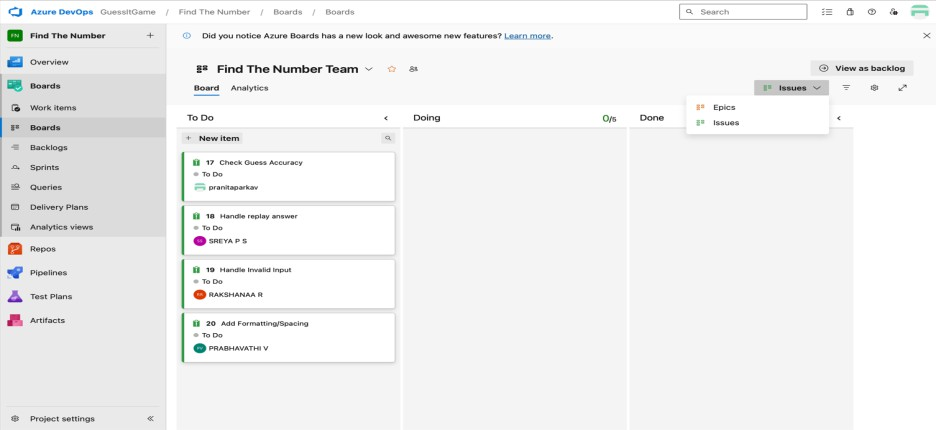 Azure DevOps GuessItGame / Find The Number / Boards / Boards
Search
FN Find The Number +
Did you notice Azure Boards has a new look and awesome new features? Learn more.
Overview
Boards
Work items
Boards
Backlogs
Sprints
Queries
Delivery Plans
Analytics views
Repos
Pipelines
Test Plans
Artifacts
Project settings
Find The Number Team
View as backlog
Board Analytics
Issues
Epics
Issues
To Do
Doing 0/5
Done
+ New item
17 Check Guess Accuracy
To Do
pranitaparkav
18 Handle replay answer
To Do
SREYA P S
19 Handle Invalid Input
To Do
RAKSHANAA R
20 Add Formatting/Spacing
To Do
PRABHAVATHI V